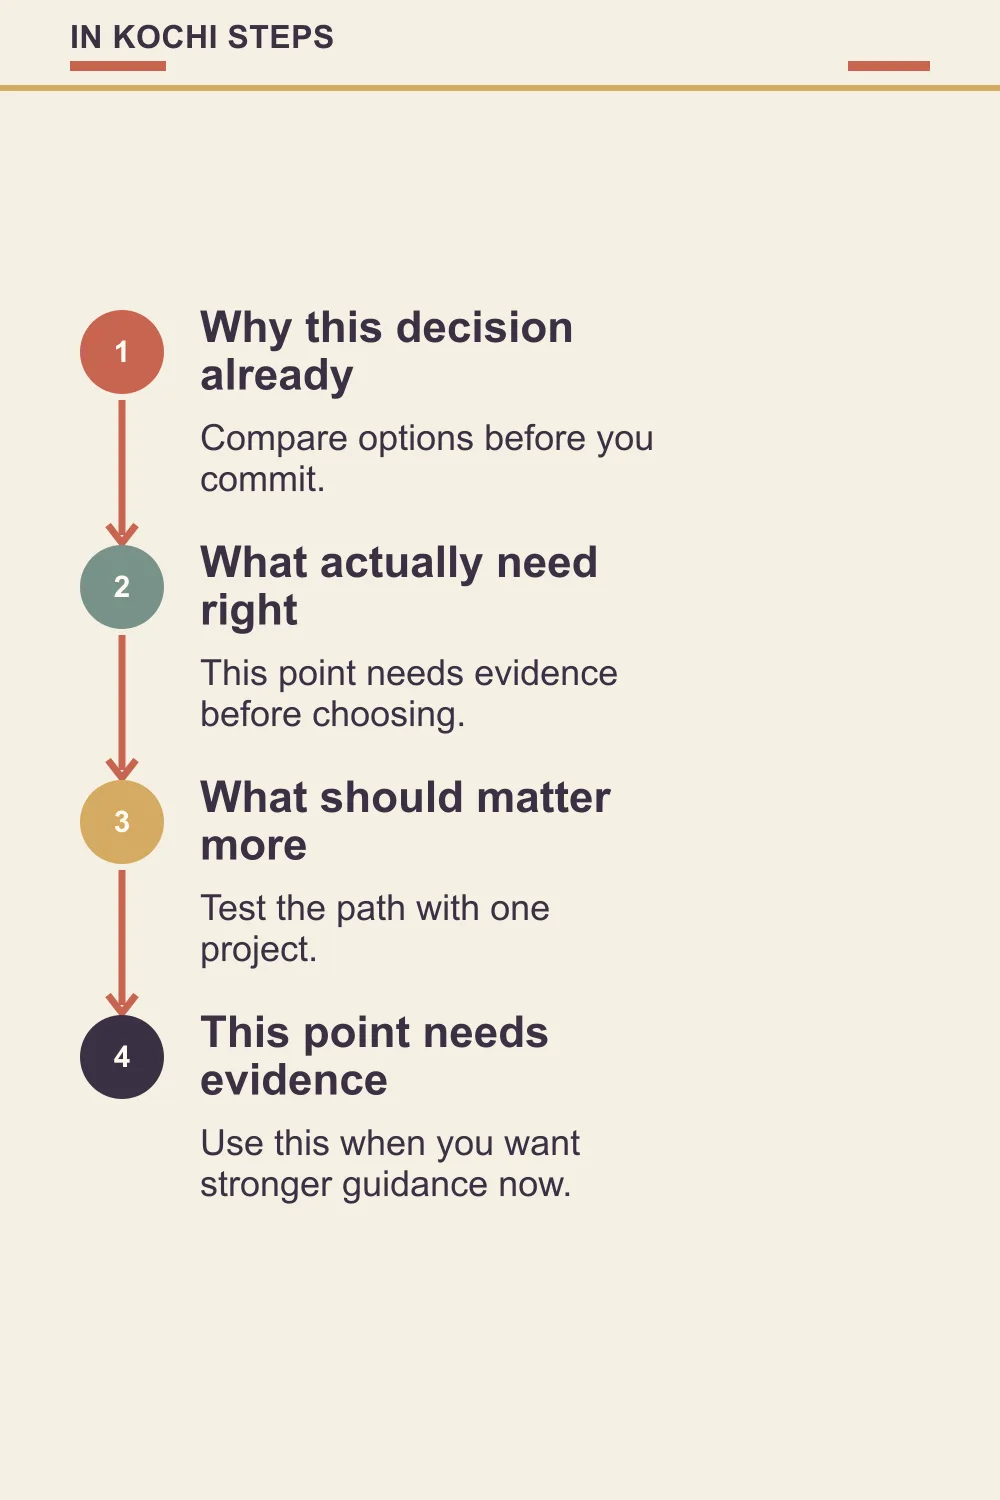 IN KOCHI STEPS
1
Why this decision
already
Compare options before you
commit.
2
What actually need
right
This point needs evidence
before choosing.
3
What should matter
more
Test the path with one
project.
4
This point needs
evidence
Use this when you want
stronger guidance now.